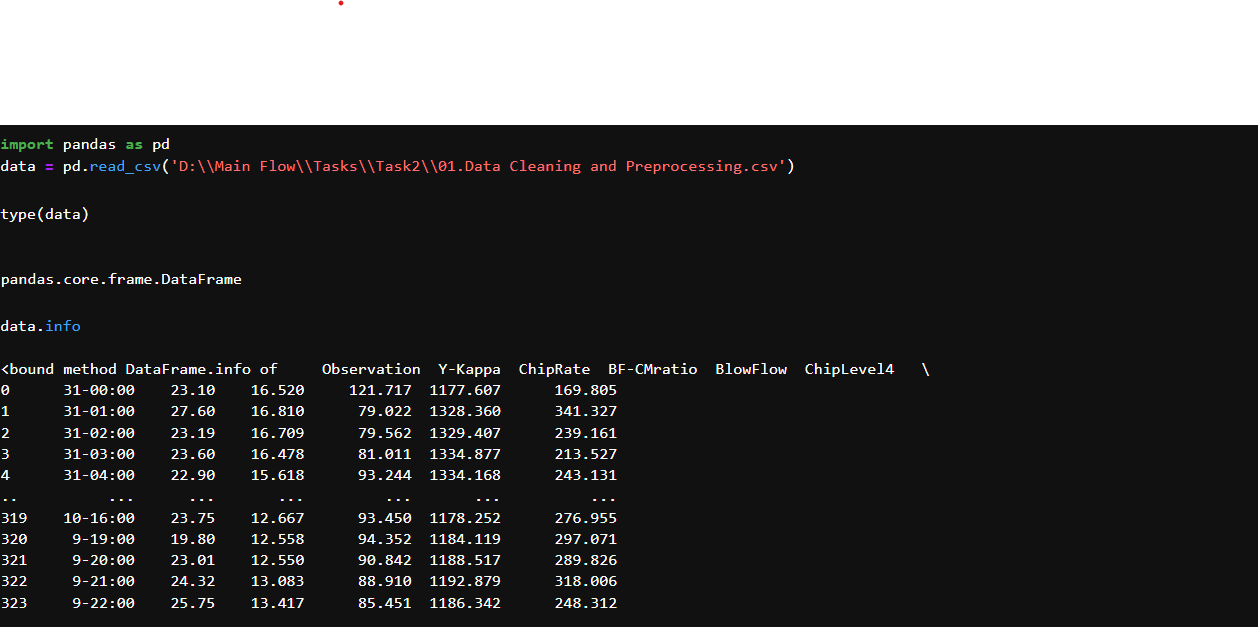 import pandas as pd
data = pd.read_csv('D:\\Main Flow\\Tasks\\Task2\\01.Data Cleaning and Preprocessing.csv')
type(data)
pandas.core.frame.DataFrame
data.info
<bound method DataFrame.info of     Observation  Y-Kappa  ChipRate  BF-CMratio  BlowFlow  ChipLevel4   \
0      31-00:00    23.10    16.520     121.717  1177.607      169.805
1      31-01:00    27.60    16.810      79.022  1328.360      341.327
2      31-02:00    23.19    16.709      79.562  1329.407      239.161
3      31-03:00    23.60    16.478      81.011  1334.877      213.527
4      31-04:00    22.90    15.618      93.244  1334.168      243.131
..          ...      ...       ...         ...       ...          ...
319    10-16:00    23.75    12.667      93.450  1178.252      276.955
320     9-19:00    19.80    12.558      94.352  1184.119      297.071
321     9-20:00    23.01    12.550      90.842  1188.517      289.826
322     9-21:00    24.32    13.083      88.910  1192.879      318.006
323     9-22:00    25.75    13.417      85.451  1186.342      248.312